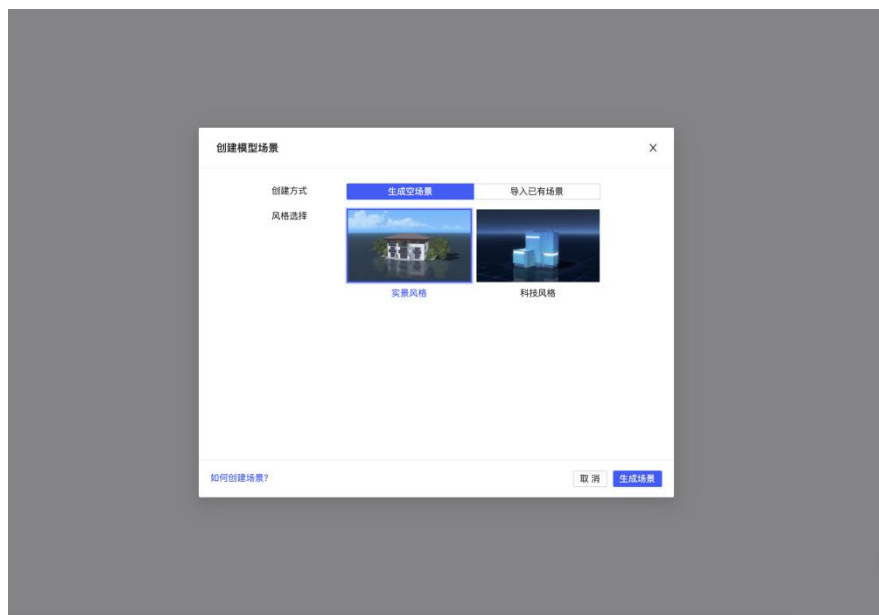 创建模型场景
创建方式 生成空场景 导入已有场景
风格选择
实景风格 科技风格
如何创建场景?
取 消 生成场景